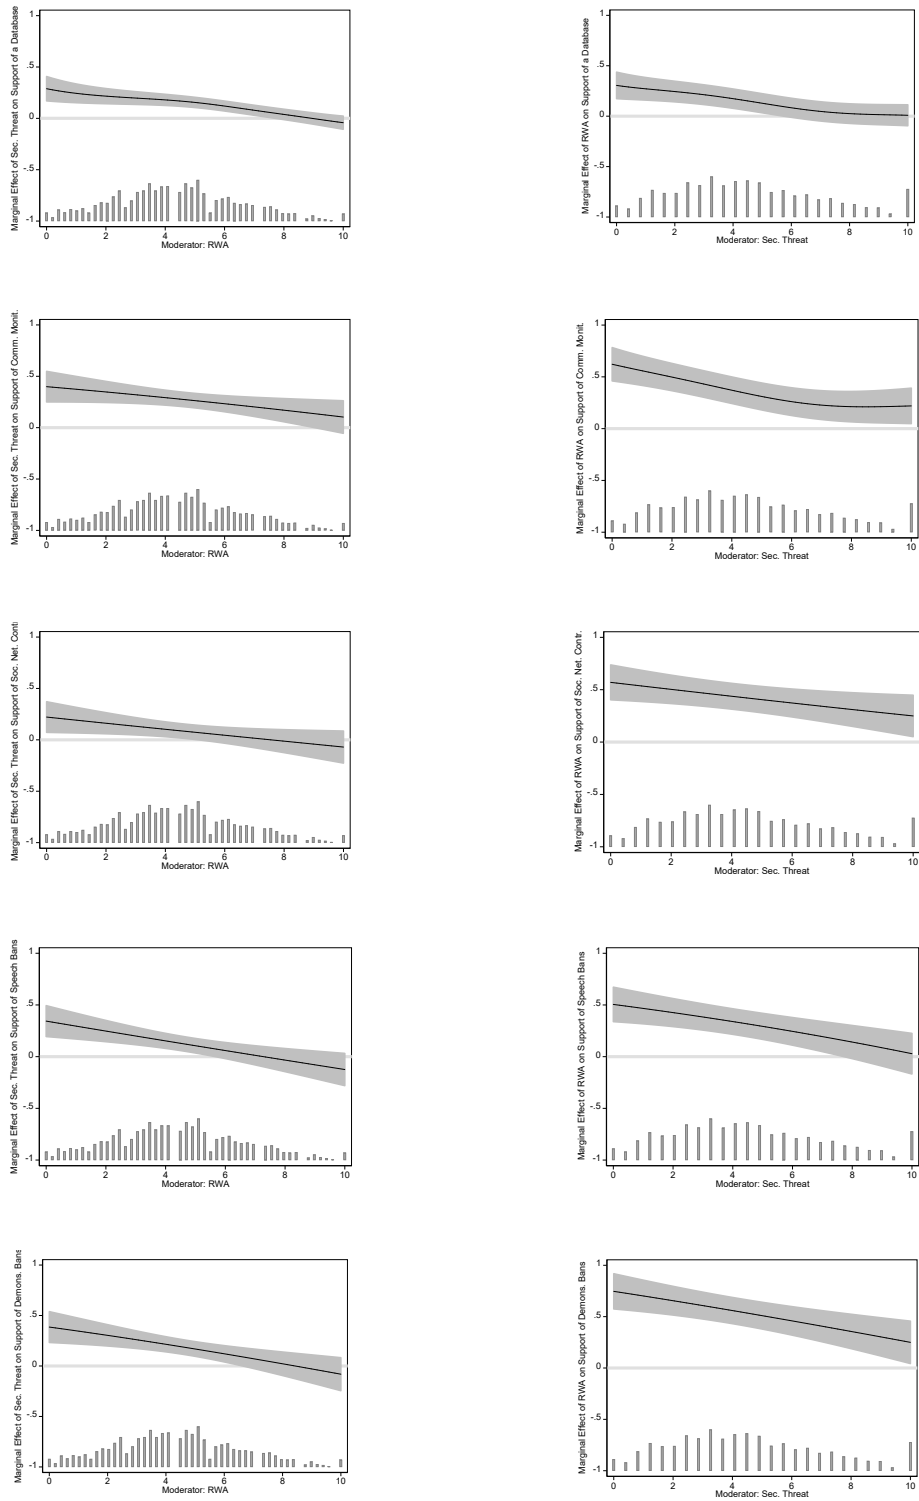 Marginal Effect of Sec. Threat on Support of a Database
1
.5
0
-.5
-1
0 2 4 6 8 10
Moderator: RWA
Marginal Effect of RWA on Support of a Database
1
.5
0
-.5
-1
0 2 4 6 8 10
Moderator: Sec. Threat
Marginal Effect of Sec. Threat on Support of Comm. Monit.
1
.5
0
-.5
-1
0 2 4 6 8 10
Moderator: RWA
Marginal Effect of RWA on Support of Comm. Monit.
1
.5
0
-.5
-1
0 2 4 6 8 10
Moderator: Sec. Threat
Marginal Effect of Sec. Threat on Support of Soc. Net. Cont
1
.5
0
-.5
-1
0 2 4 6 8 10
Moderator: RWA
Marginal Effect of RWA on Support of Soc. Net. Contr.
1
.5
0
-.5
-1
0 2 4 6 8 10
Moderator: Sec. Threat
Marginal Effect of Sec. Threat on Support of Speech Bans
1
.5
0
-.5
-1
0 2 4 6 8 10
Moderator: RWA
Marginal Effect of RWA on Support of Speech Bans
1
.5
0
-.5
-1
0 2 4 6 8 10
Moderator: Sec. Threat
Marginal Effect of Sec. Threat on Support of Demons. Bans
1
.5
0
-.5
-1
0 2 4 6 8 10
Moderator: RWA
Marginal Effect of RWA on Support of Demons. Bans
1
.5
0
-.5
-1
0 2 4 6 8 10
Moderator: Sec. Threat